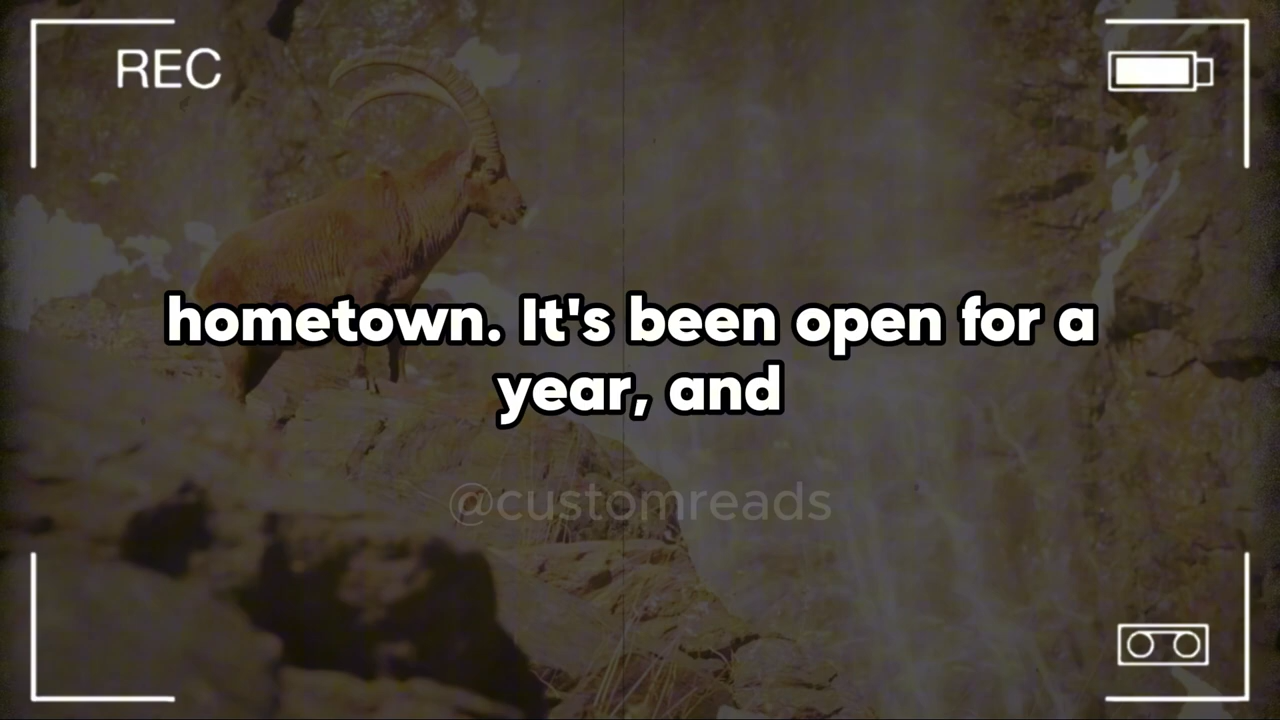 REC
hometown. It's been open for a
year, and
@customreads